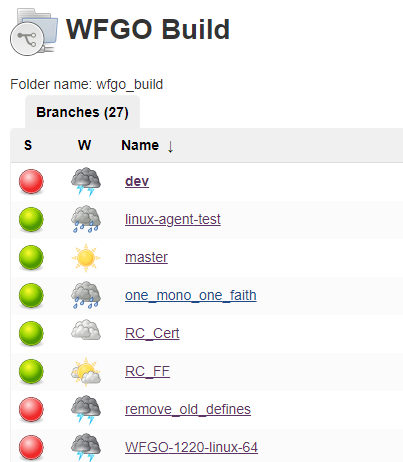 WFGO Build
Folder name: wfgo_build
Branches (27)
S W Name ↓
dev
linux-agent-test
master
one_mono_one_faith
RC_Cert
RC_FF
remove_old_defines
WFGO-1220-linux-64